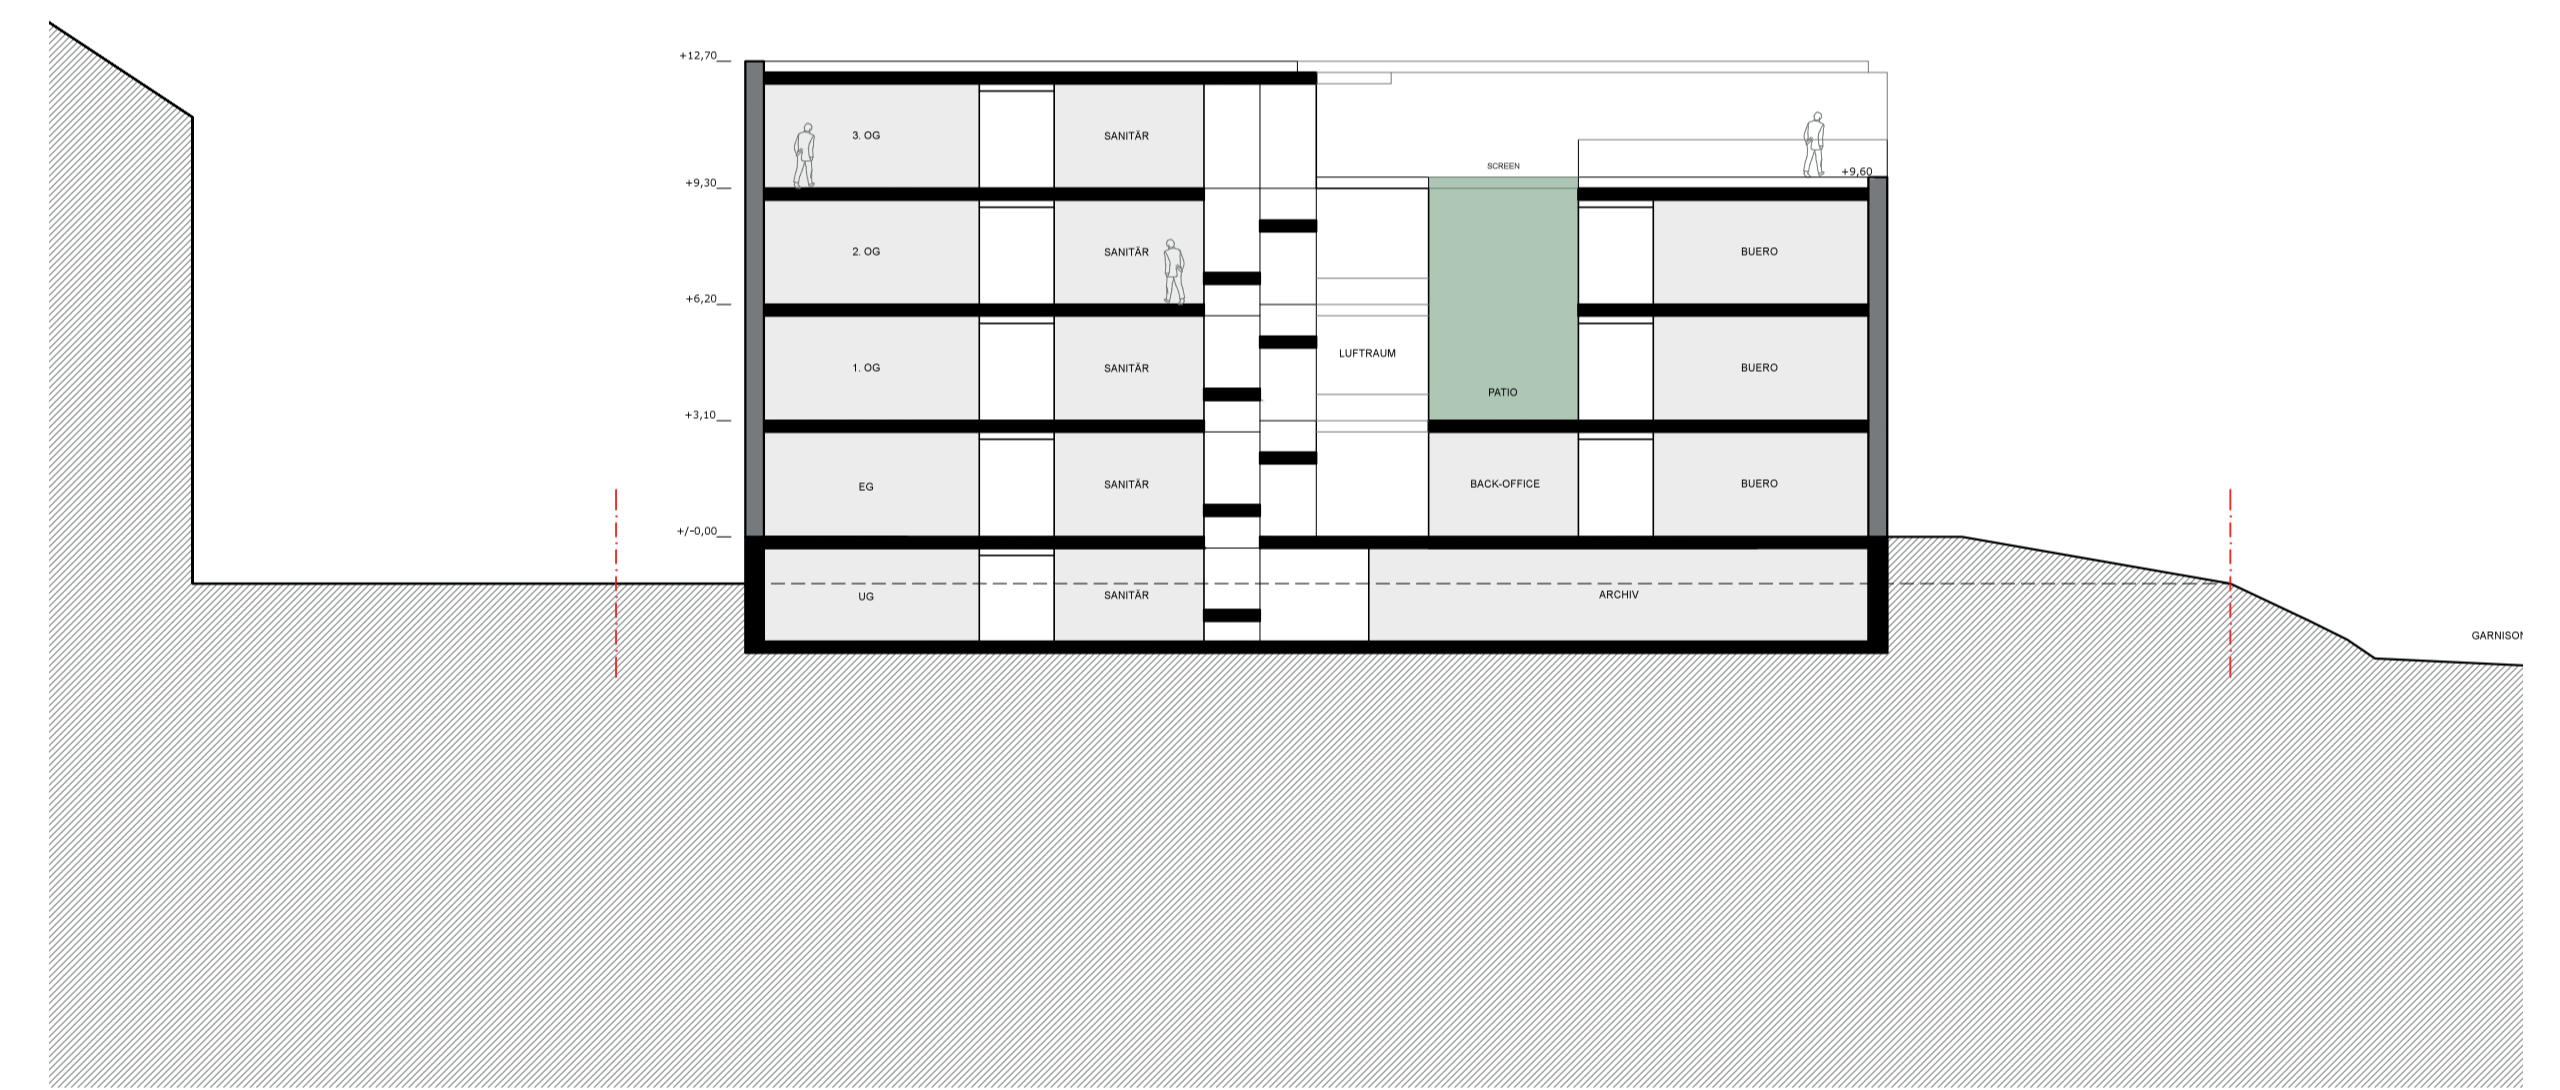 +12,70
3. OG
SANITÄR
SCREEN
+9,30
+9,60
2. OG
SANITÄR
BUERO
+6,20
LUFTRAUM
1. OG
SANITÄR
BUERO
PATIO
+3,10
EG
SANITÄR
BACK-OFFICE
BUERO
+/-0,00
UG
SANITÄR
ARCHIV
GARNISON